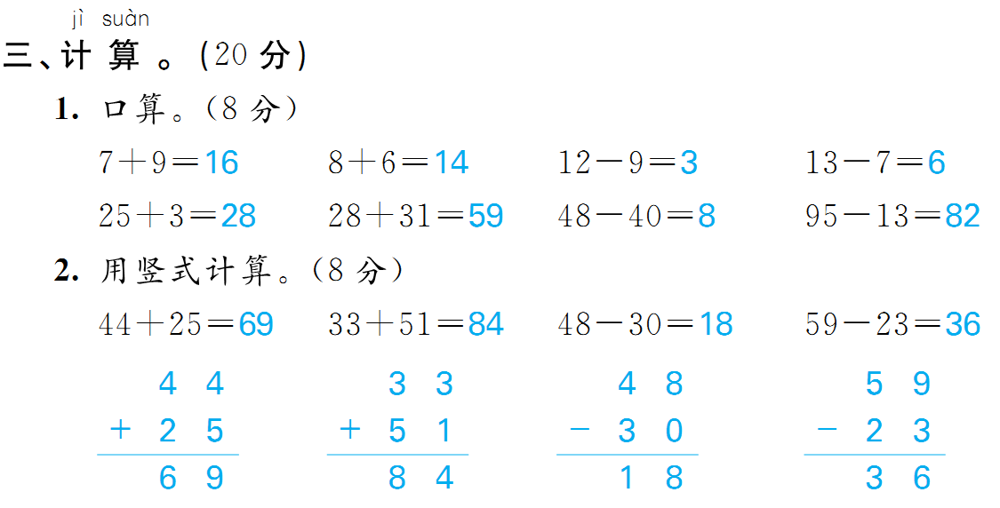 jì suàn
三、计算。(20分)
1. 口算。(8分)
7+9=16 8+6=14 12-9=3 13-7=6
25+3=28 28+31=59 48-40=8 95-13=82
2. 用竖式计算。(8分)
44+25=69 33+51=84 48-30=18 59-23=36
4 4 3 3 4 8 5 9
+ 2 5 + 5 1 - 3 0 - 2 3
6 9 8 4 1 8 3 6